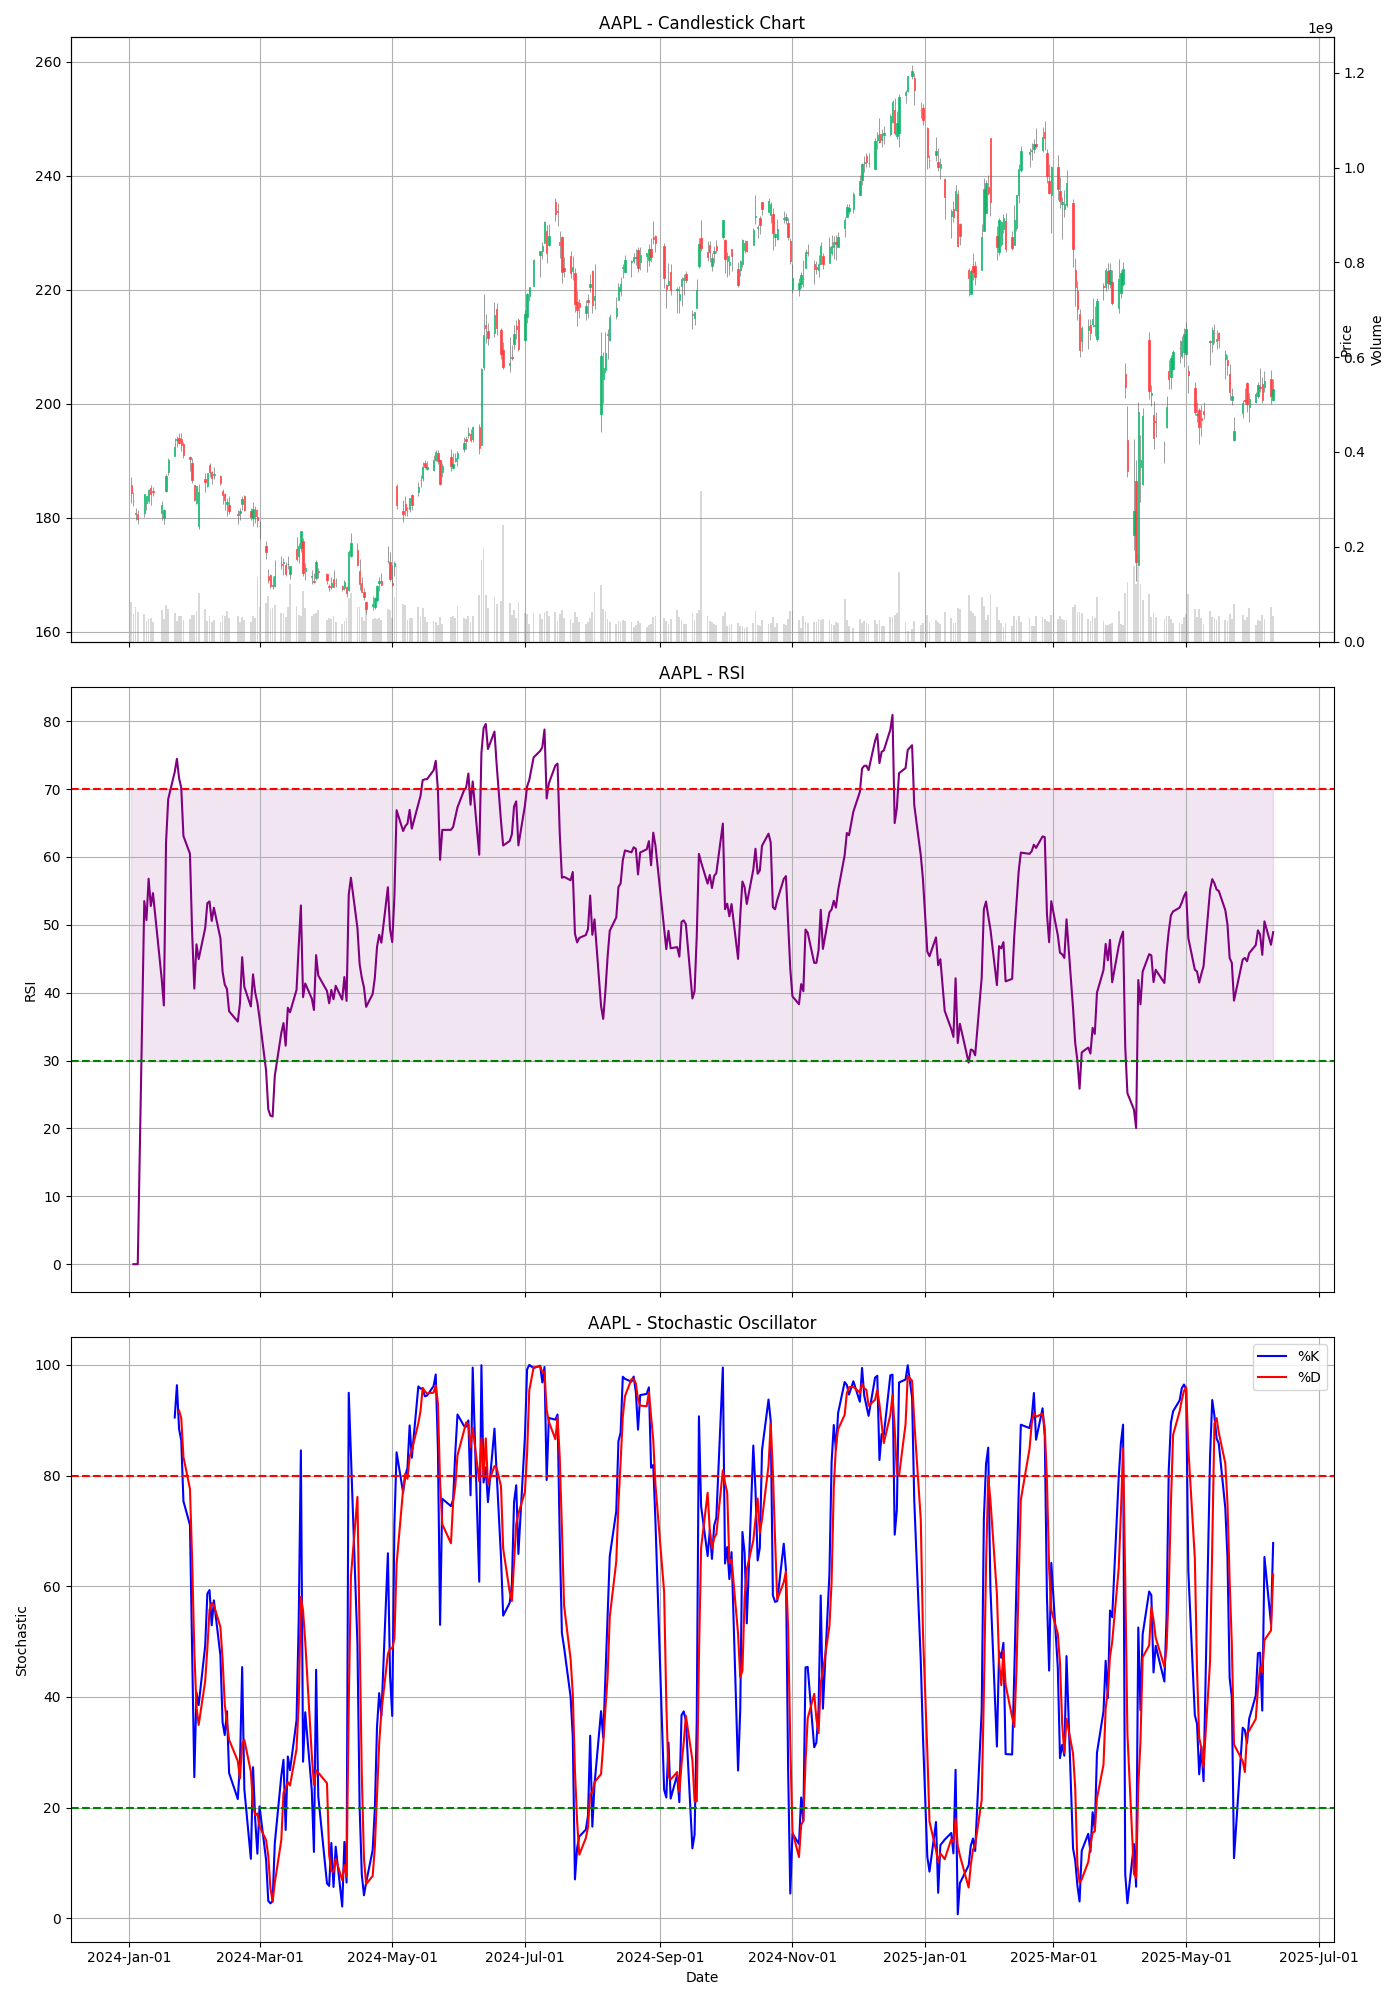 AAPL - Candlestick Chart
1e9
260
240
220
200
180
160
1.2
1.0
0.8
0.6
0.4
0.2
0.0
Price
Volume
AAPL - RSI
80
70
60
50
40
30
20
10
0
RSI
AAPL - Stochastic Oscillator
%K
%D
100
80
60
40
20
0
Stochastic
2024-Jan-01 2024-Mar-01 2024-May-01 2024-Jul-01 2024-Sep-01 2024-Nov-01 2025-Jan-01 2025-Mar-01 2025-May-01 2025-Jul-01
Date